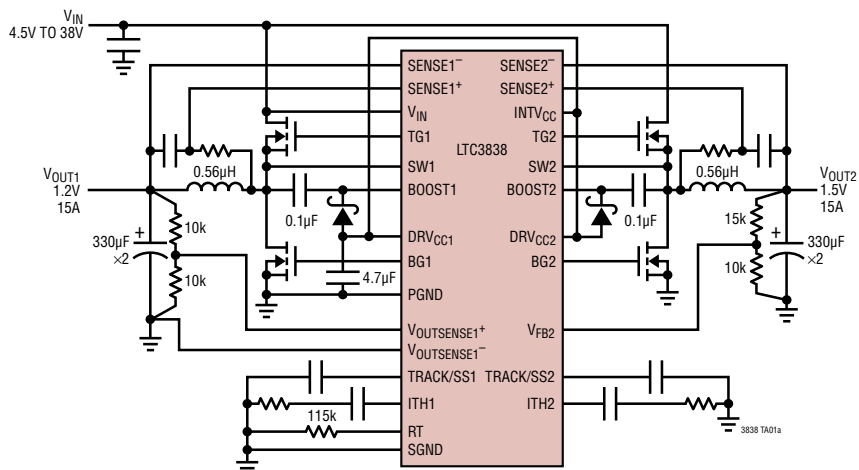 VIN
4.5V TO 38V
SENSE1–
SENSE1+
VIN
TG1
SW1
BOOST1
DRVCC1
BG1
PGND
VOUTSENSE1+
VOUTSENSE1–
TRACK/SS1
ITH1
RT
SGND
LTC3838
SENSE2–
SENSE2+
INTVCC
TG2
SW2
BOOST2
DRVCC2
BG2
VFB2
TRACK/SS2
ITH2
VOUT1
1.2V
15A
0.56µH
0.1µF
10k
10k
330µF
×2
+
4.7µF
115k
0.56µH
0.1µF
VOUT2
1.5V
15A
15k
10k
+
330µF
×2
3838 TA01a